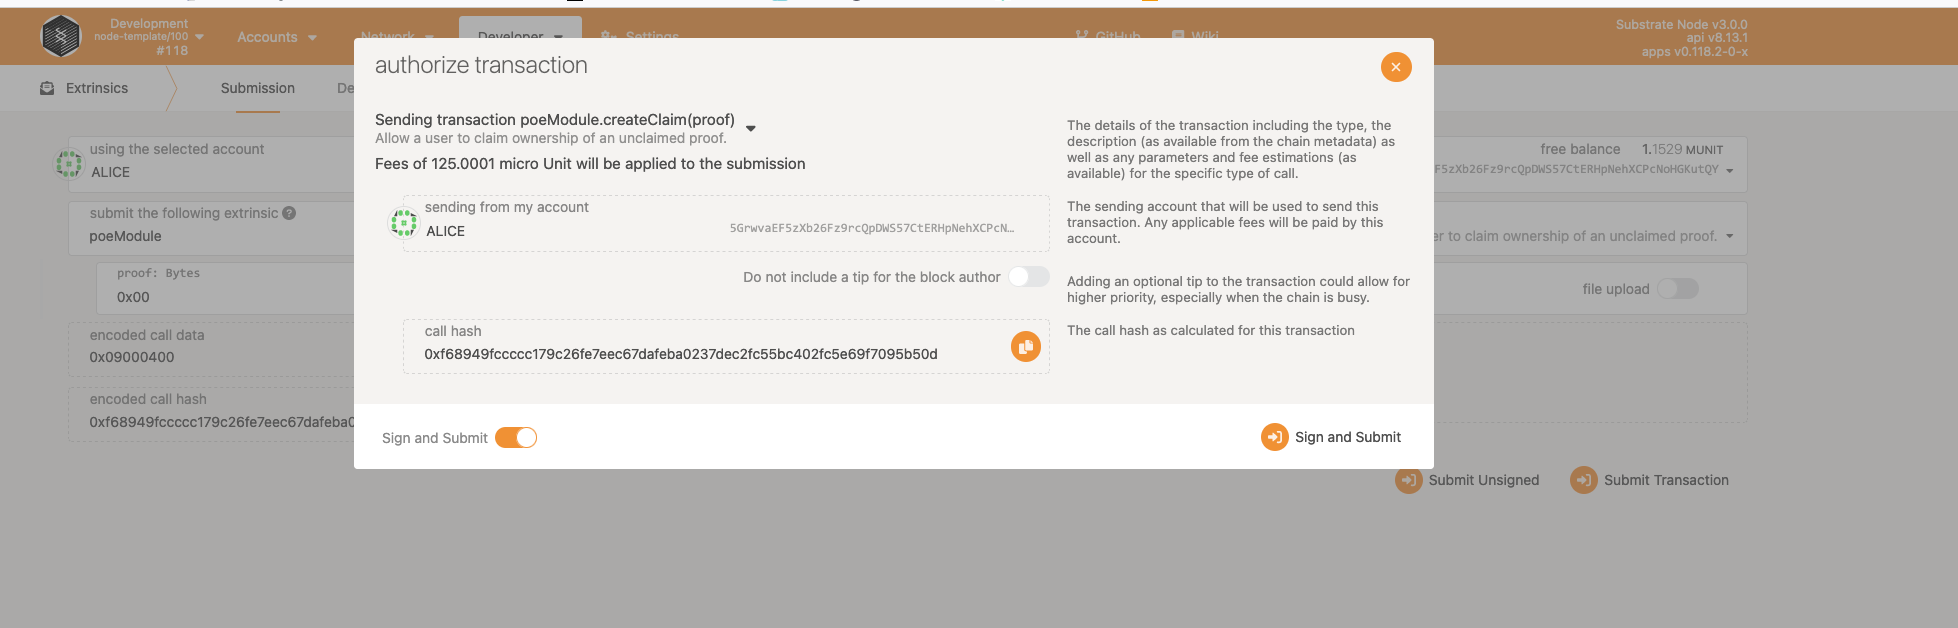 Development
node-template/100
#118
Accounts
Network
Developer
Settings
GitHub
Wiki
Substrate Node v3.0.0
api v8.13.1
apps v0.118.2-0-x
Extrinsics
Submission
De
using the selected account
ALICE
free balance 1.1529 MUNIT
F5zXb26Fz9rcQpDWS57CtERHpNehXCPcNoHGKutQY
submit the following extrinsic
poeModule
er to claim ownership of an unclaimed proof.
proof: Bytes
0x00
file upload
encoded call data
0x09000400
encoded call hash
0xf68949fccccc179c26fe7eec67dafeba0
Submit Unsigned
Submit Transaction
authorize transaction
Sending transaction poeModule.createClaim(proof)
Allow a user to claim ownership of an unclaimed proof.
Fees of 125.0001 micro Unit will be applied to the submission
The details of the transaction including the type, the
description (as available from the chain metadata) as
well as any parameters and fee estimations (as
available) for the specific type of call.
sending from my account
ALICE
5GrwvaEF5zXb26Fz9rcQpDWS57CtERHpNehXCPcN…
The sending account that will be used to send this
transaction. Any applicable fees will be paid by this
account.
Do not include a tip for the block author
Adding an optional tip to the transaction could allow for
higher priority, especially when the chain is busy.
call hash
0xf68949fccccc179c26fe7eec67dafeba0237dec2fc55bc402fc5e69f7095b50d
The call hash as calculated for this transaction
Sign and Submit
Sign and Submit